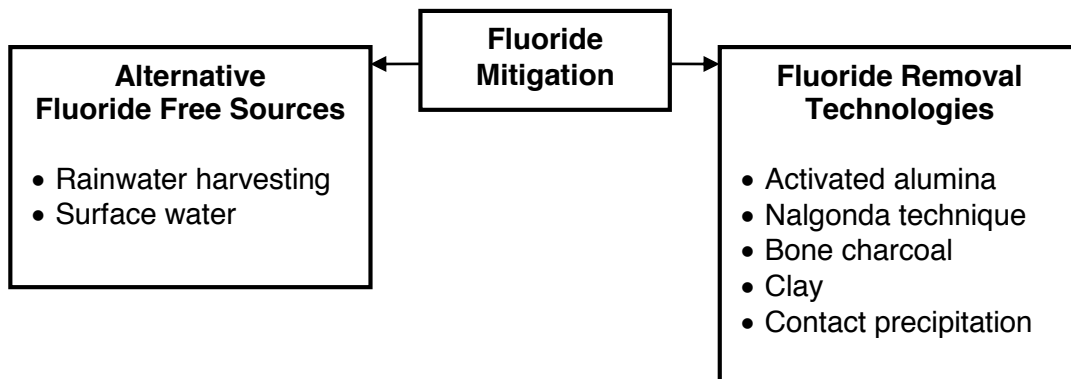 Fluoride
Mitigation
Alternative
Fluoride Free Sources
• Rainwater harvesting
• Surface water
Fluoride Removal
Technologies
• Activated alumina
• Nalgonda technique
• Bone charcoal
• Clay
• Contact precipitation